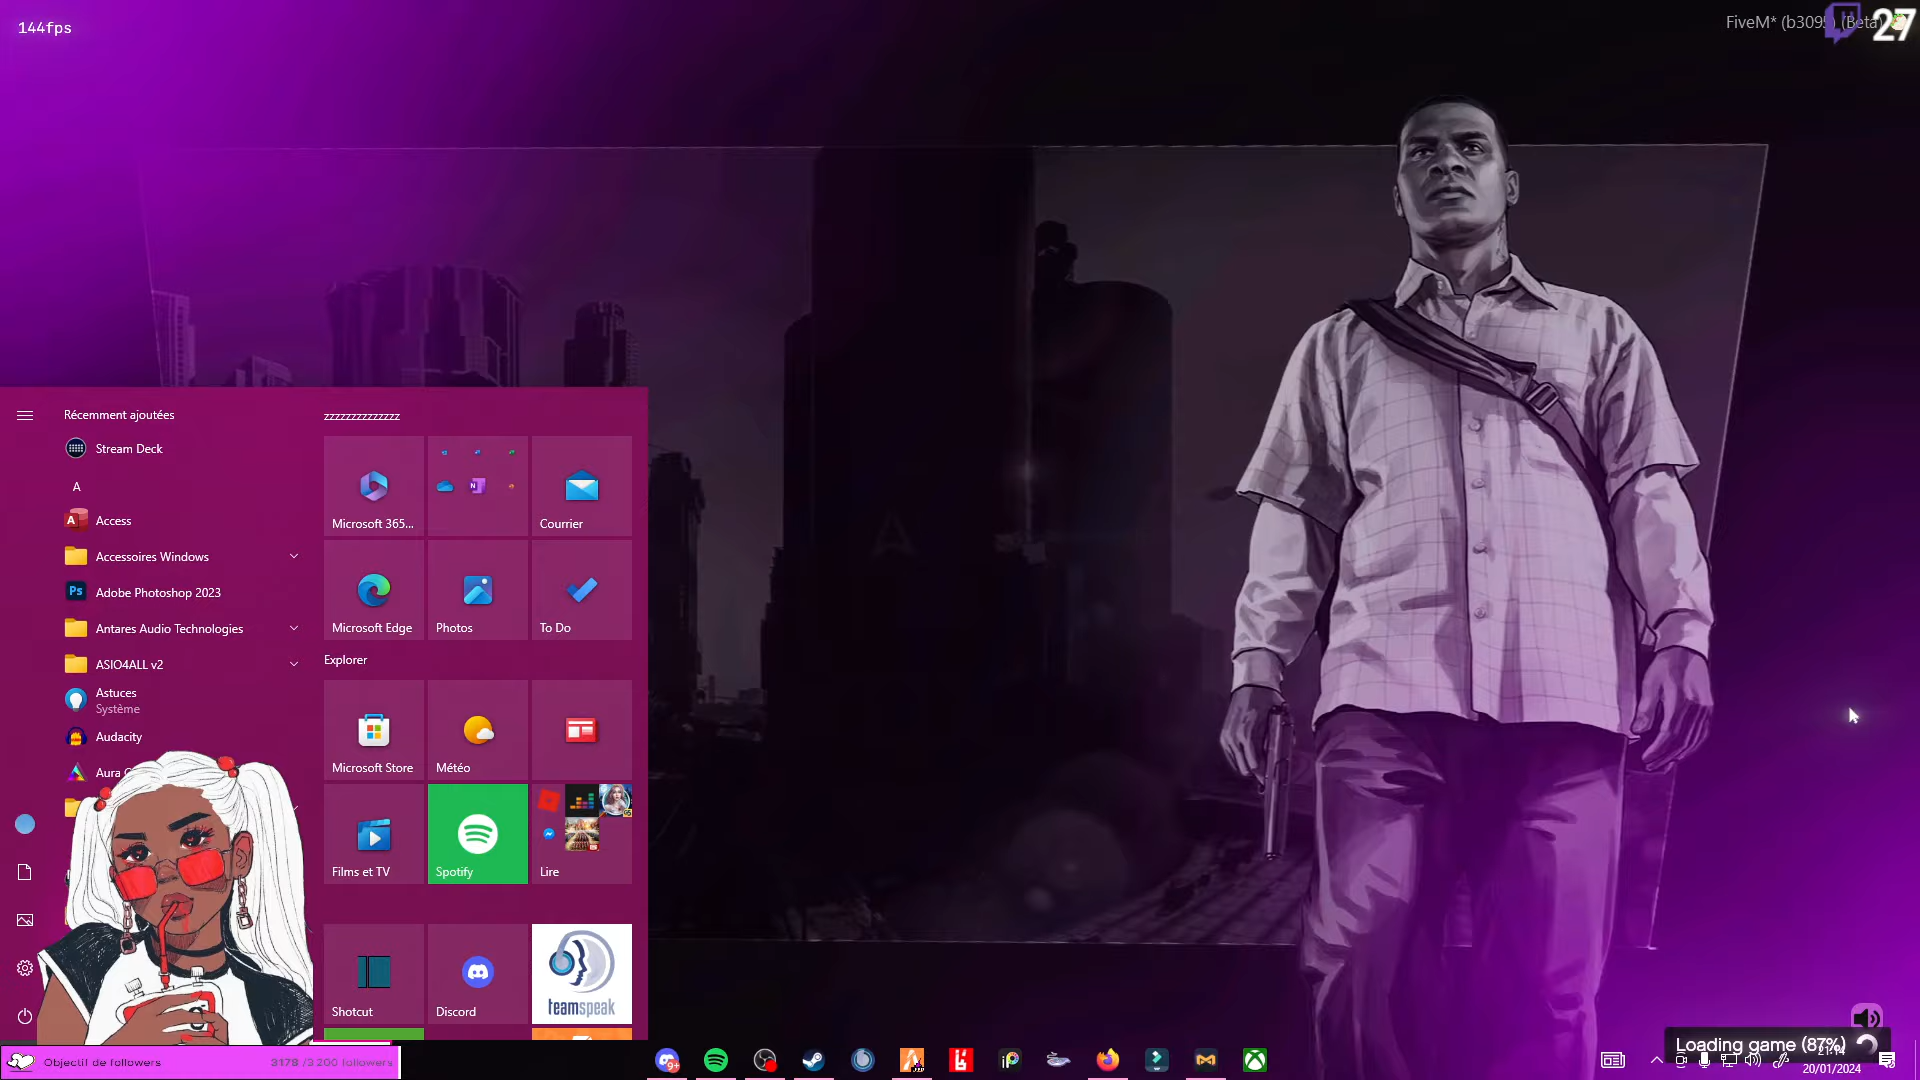 144fps
FiveM* (b3095) (Beta)
27
Récemment ajoutées
Stream Deck
A
Access
Accessoires Windows
Adobe Photoshop 2023
Antares Audio Technologies
ASIO4ALL v2
Astuces
Système
Audacity
Aura
zzzzzzzzzzzzzz
Microsoft 365...
Courrier
Microsoft Edge
Photos
To Do
Explorer
Microsoft Store
Météo
Films et TV
Spotify
Lire
Shotcut
Discord
teamspeak
Objectif de followers
3178 /3 200 followers
Loading game (87%)
21:14
20/01/2024